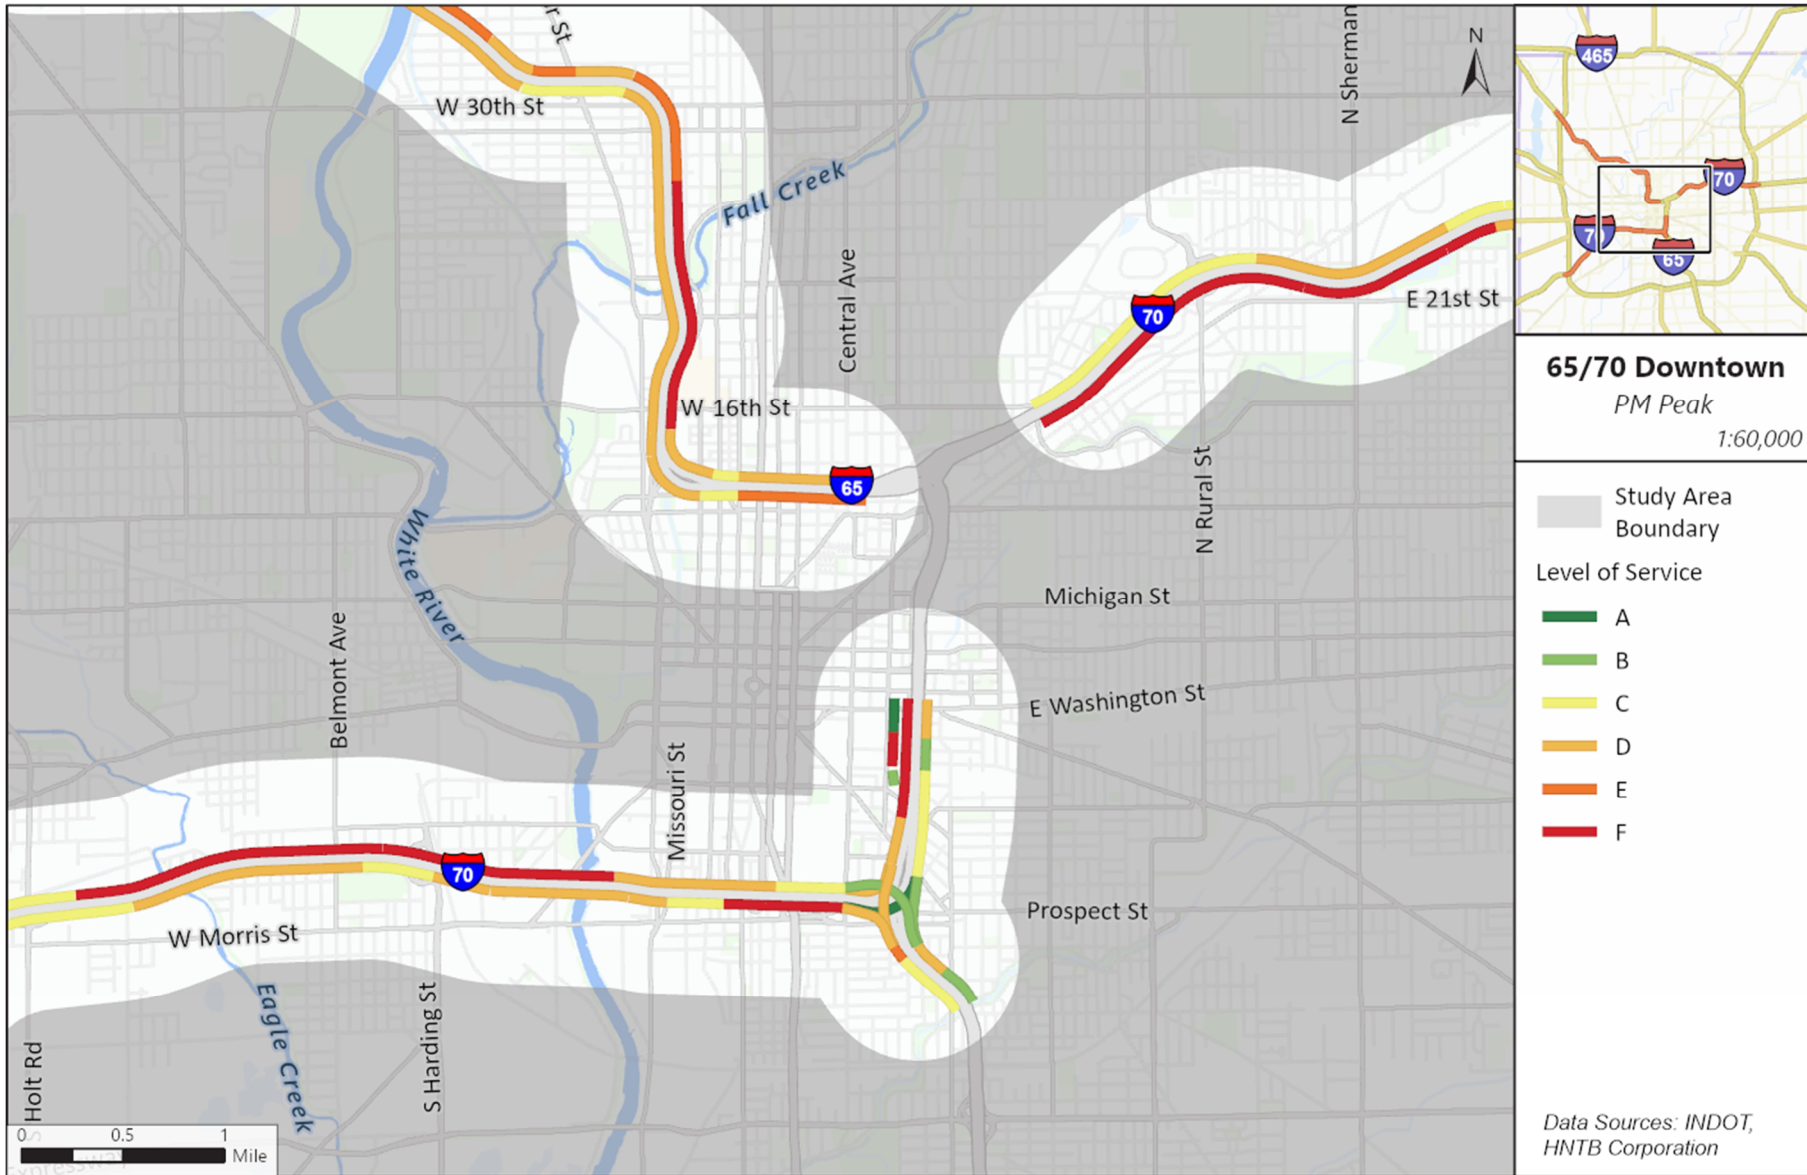 r St
W 30th St
Fall Creek
Central Ave
N Sherman
N
E 21st St
70
W 16th St
65
N Rural St
White River
Michigan St
Belmont Ave
E Washington St
Missouri St
70
Prospect St
W Morris St
Eagle Creek
S Harding St
S Holt Rd
0 0.5 1
Mile
Expressway
465
70
70
65
65/70 Downtown
PM Peak
1:60,000
Study Area
Boundary
Level of Service
A
B
C
D
E
F
Data Sources: INDOT,
HNTB Corporation